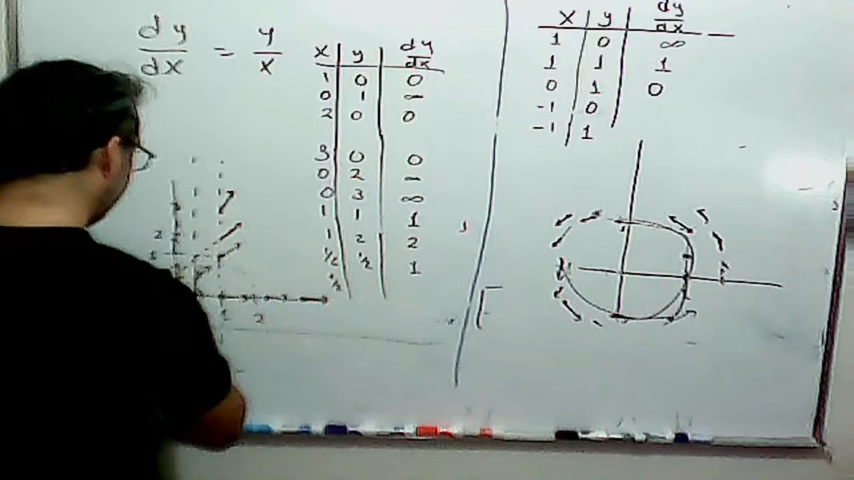 dy/dx = y/x
x | y | dy/dx
1 | 0 | 0
0 | 1 | ∞
2 | 0 | 0
3 | 0 | 0
0 | 2 | ∞
0 | 3 | ∞
1 | 1 | 1
1 | 2 | 2
1/2 | 1/2 | 1
1 2
2
1
x | y | dy/dx
1 | 0 | ∞
1 | 1 | 1
0 | 1 | 0
-1 | 0
-1 | 1